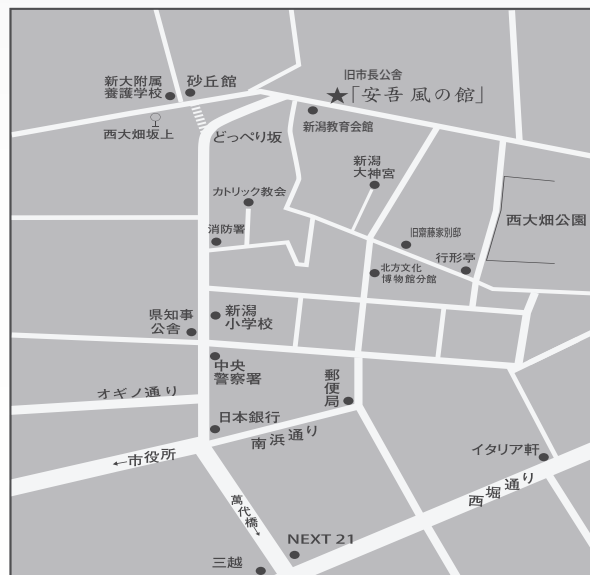 旧市長公舎
★「安吾 風の館」
新大附属
養護学校
砂丘館
西大畑坂上
どっぺり坂
新潟教育会館
新潟
大神宮
カトリック教会
消防署
旧齋藤家別邸
西大畑公園
行形亭
北方文化
博物館分館
県知事
公舎
新潟
小学校
中央
警察署
オギノ通り
郵便局
日本銀行
南浜通り
←市役所
イタリア軒
西堀通り
萬代橋→
NEXT 21
三越